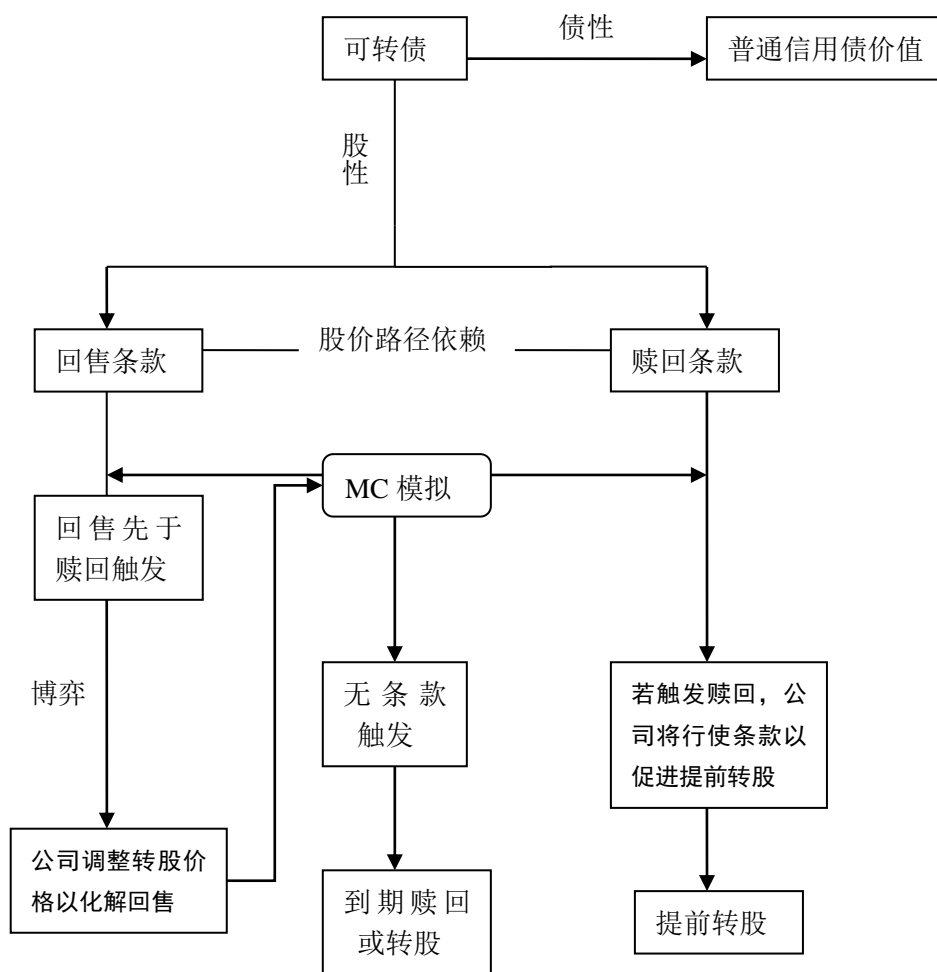 可转债
债性
普通信用债价值
股
性
回售条款
股价路径依赖
赎回条款
MC 模拟
回售先于
赎回触发
博弈
无条款
触发
若触发赎回，公
司将行使条款以
促进提前转股
公司调整转股价
格以化解回售
到期赎回
或转股
提前转股